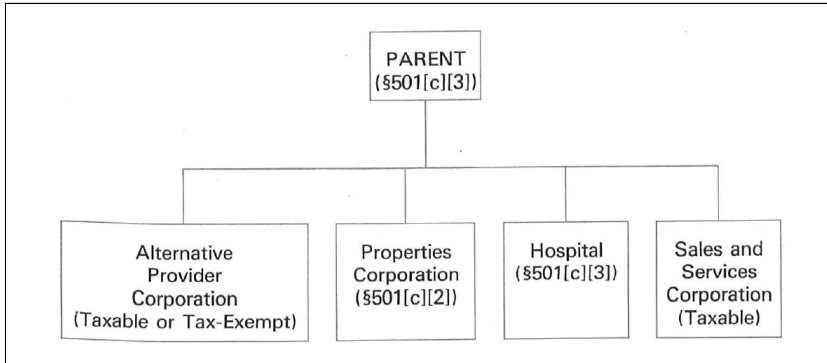 PARENT
(§501[c][3])
Alternative
Provider
Corporation
(Taxable or Tax-Exempt)
Properties
Corporation
(§501[c][2])
Hospital
(§501[c][3])
Sales and
Services
Corporation
(Taxable)